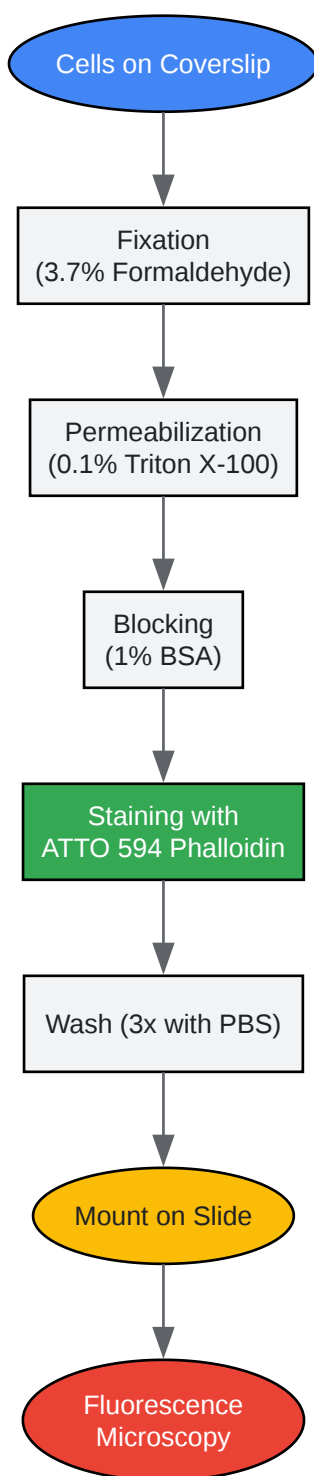 Cells on Coverslip
Fixation
(3.7% Formaldehyde)
Permeabilization
(0.1% Triton X-100)
Blocking
(1% BSA)
Staining with
ATTO 594 Phalloidin
Wash (3x with PBS)
Mount on Slide
Fluorescence
Microscopy